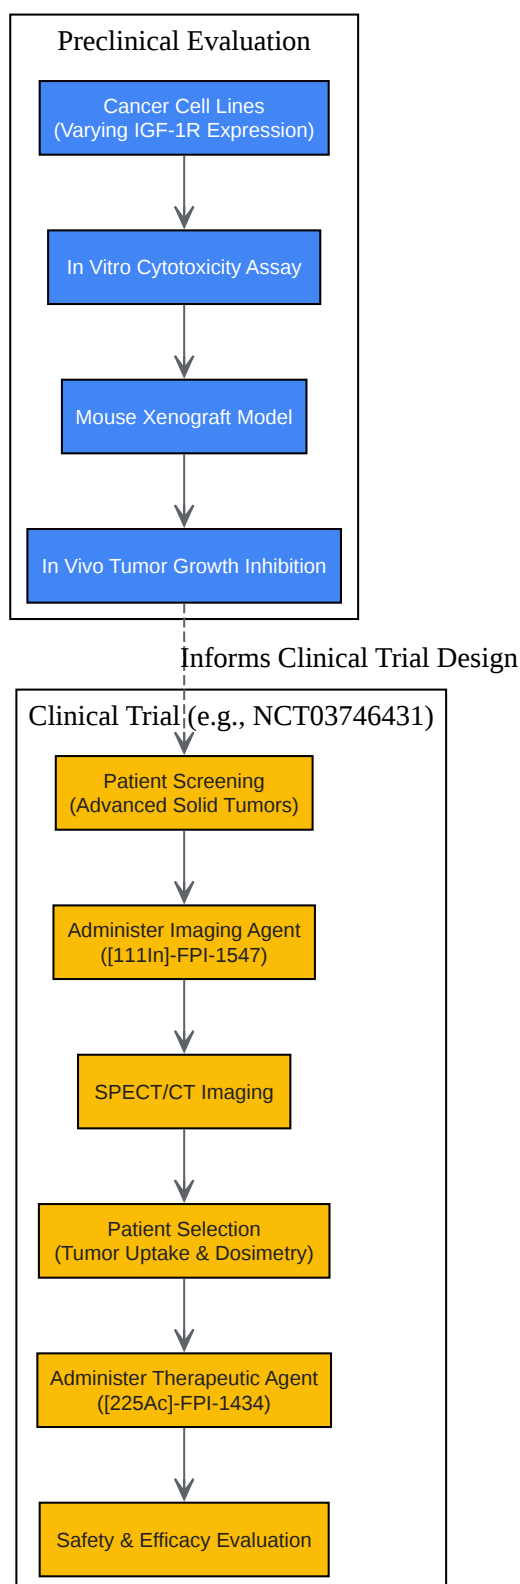 Preclinical Evaluation
Cancer Cell Lines
(Varying IGF-1R Expression)
In Vitro Cytotoxicity Assay
Mouse Xenograft Model
In Vivo Tumor Growth Inhibition
Informs Clinical Trial Design
Clinical Trial (e.g., NCT03746431)
Patient Screening
(Advanced Solid Tumors)
Administer Imaging Agent
([111In]-FPI-1547)
SPECT/CT Imaging
Patient Selection
(Tumor Uptake & Dosimetry)
Administer Therapeutic Agent
([225Ac]-FPI-1434)
Safety & Efficacy Evaluation